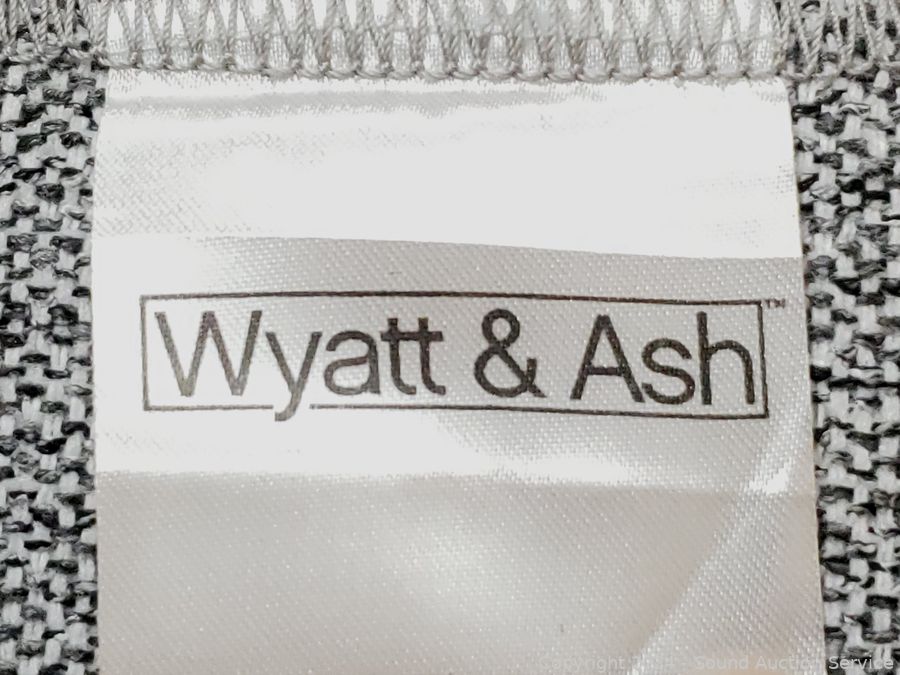 Wyatt & Ash™
Sound Auction Service